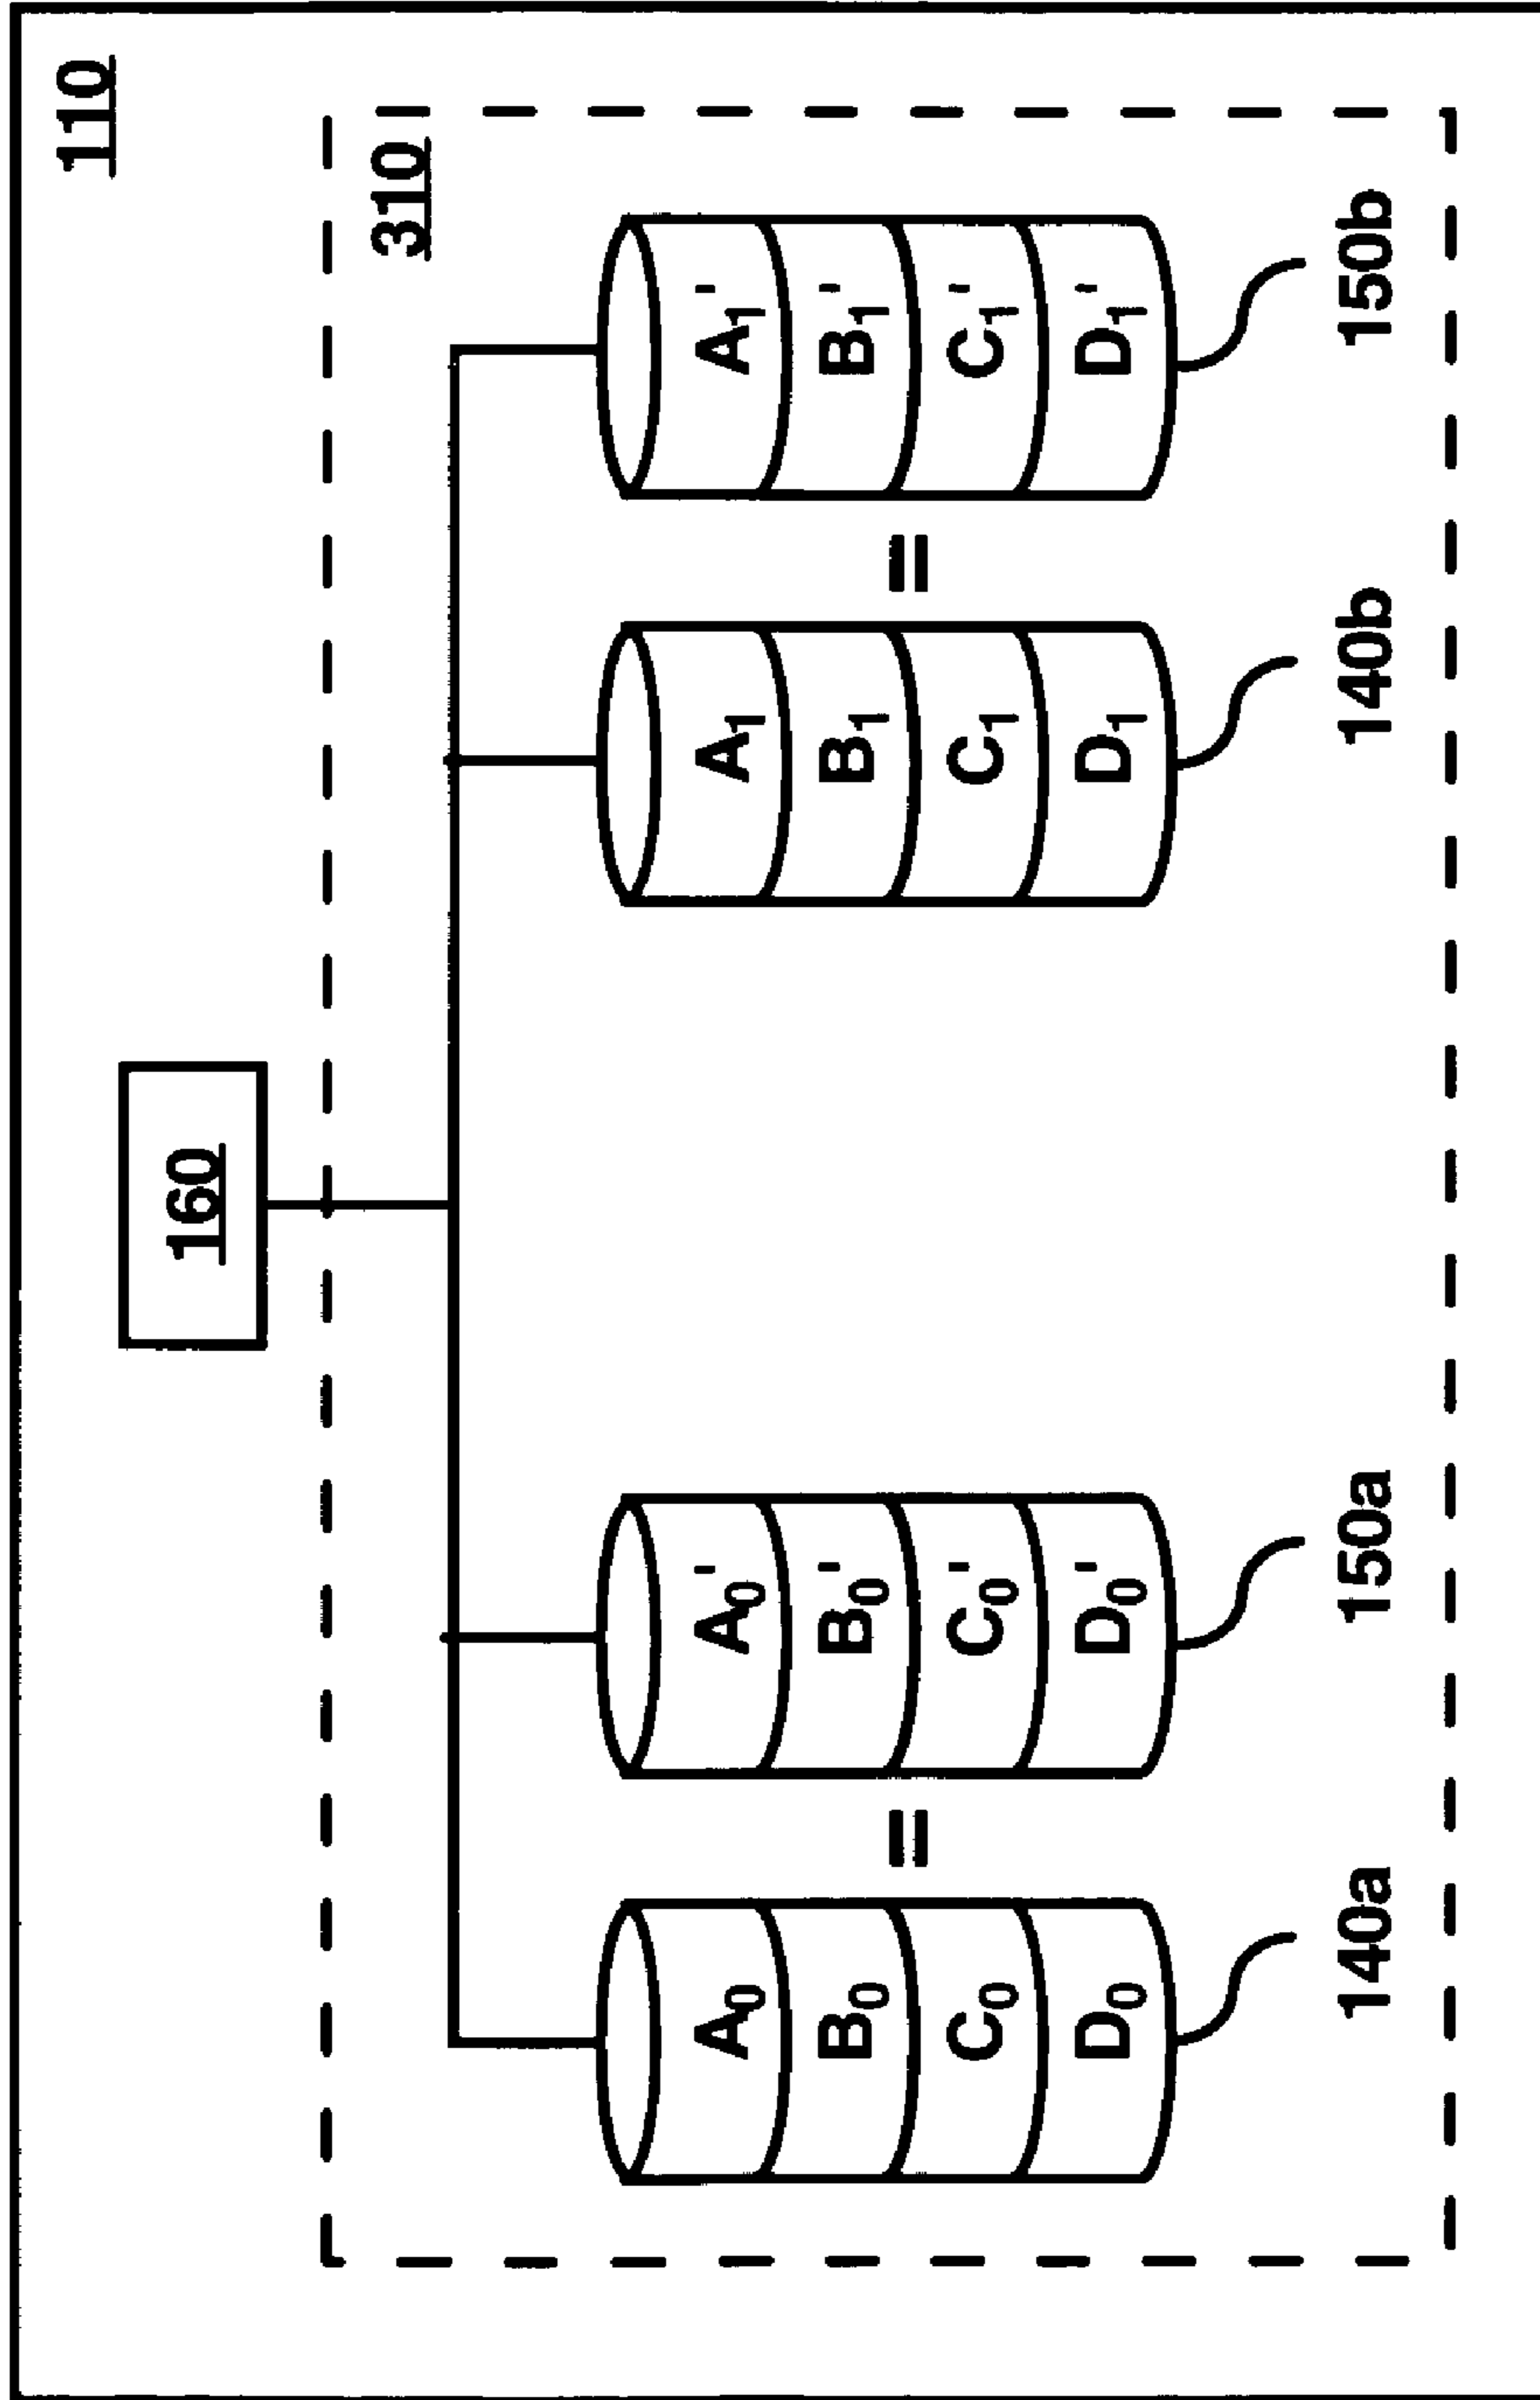 110
160
310
A₀ A₀' A₁ A₁'
B₀ B₀' B₁ B₁'
C₀ C₀' C₁ C₁'
D₀ D₀' D₁ D₁'
= =
140a 150a 140b 150b